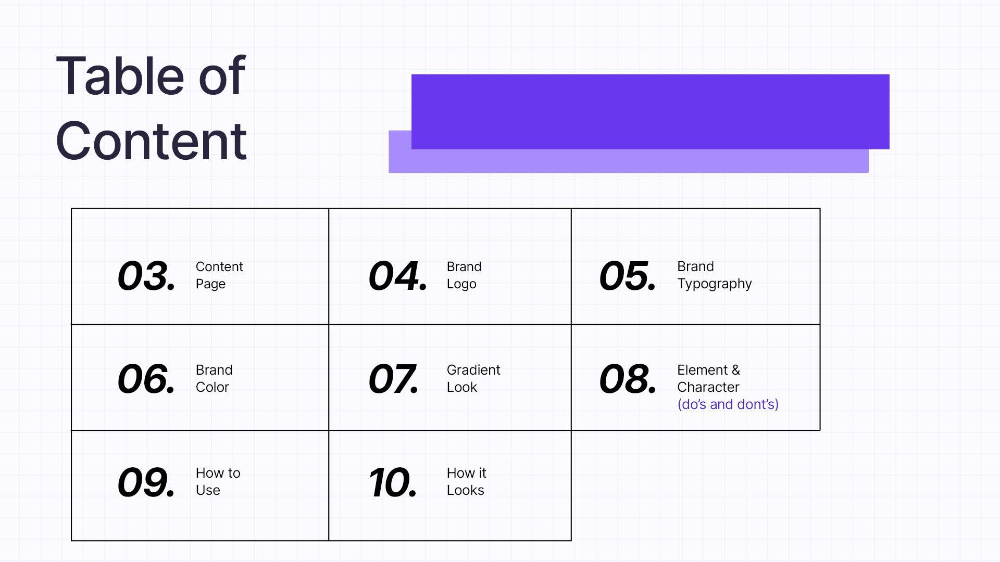 Table of
Content
03.
Content
Page
04.
Brand
Logo
05.
Brand
Typography
06.
Brand
Color
07.
Gradient
Look
08.
Element &
Character
(do’s and dont’s)
09.
How to
Use
10.
How it
Looks